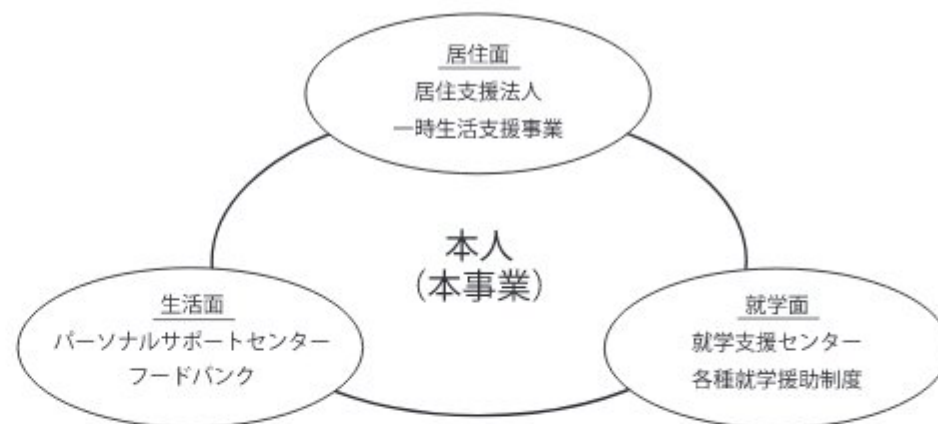 居住面
居住支援法人
一時生活支援事業
本人
(本事業)
生活面
パーソナルサポートセンター
フードバンク
就学面
就学支援センター
各種就学援助制度